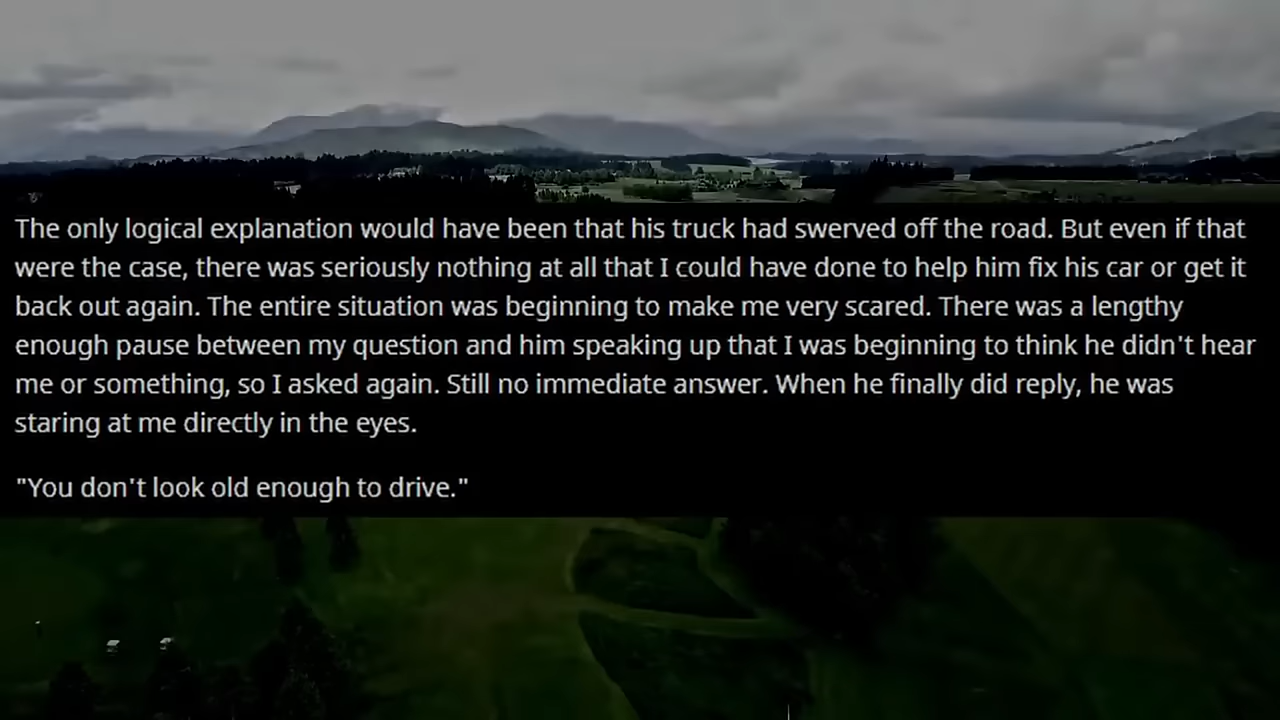 The only logical explanation would have been that his truck had swerved off the road. But even if that
were the case, there was seriously nothing at all that I could have done to help him fix his car or get it
back out again. The entire situation was beginning to make me very scared. There was a lengthy
enough pause between my question and him speaking up that I was beginning to think he didn't hear
me or something, so I asked again. Still no immediate answer. When he finally did reply, he was
staring at me directly in the eyes.
"You don't look old enough to drive."